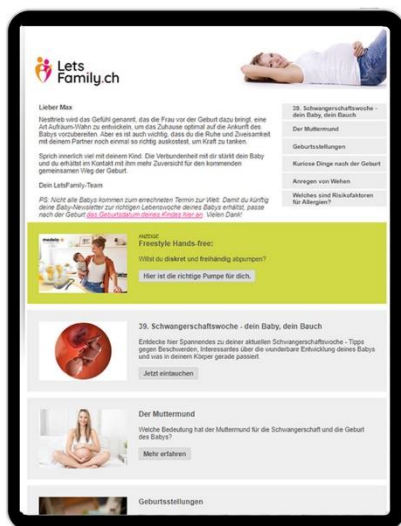 Lets
Family.ch
Lieber Max
Nesttrieb wird das Gefühl genannt, das die Frau vor der Geburt dazu bringt, eine
Art Aufräum-Wahn zu entwickeln, um das Zuhause optimal auf die Ankunft des
Babys vorzubereiten. Aber es ist auch wichtig, dass du die Ruhe und Zweisamkeit
mit deinem Partner noch einmal so richtig auskostest, um Kraft zu tanken.
Sprich innerlich viel mit deinem Kind. Die Verbundenheit mit dir stärkt dein Baby
und du erhältst im Kontakt mit ihm mehr Zuversicht für den kommenden
gemeinsamen Weg der Geburt.
Dein LetsFamily-Team
PS: Nicht alle Babys kommen zum errechneten Termin zur Welt. Damit du künftig
deine Baby-Newsletter zur richtigen Lebenswoche deines Babys erhältst, passe
nach der Geburt das Geburtsdatum deines Kindes hier an. Vielen Dank!
39. Schwangerschaftswoche -
dein Baby, dein Bauch
Der Muttermund
Geburtsstellungen
Kuriose Dinge nach der Geburt
Anregen von Wehen
Welches sind Risikofaktoren
für Allergien?
medela
ANZEIGE
Freestyle Hands-free:
Willst du diskret und freihändig abpumpen?
Hier ist die richtige Pumpe für dich.
39. Schwangerschaftswoche - dein Baby, dein Bauch
Entdecke hier Spannendes zu deiner aktuellen Schwangerschaftswoche - Tipps
gegen Beschwerden, Interessantes über die wunderbare Entwicklung deines Babys
und was in deinem Körper gerade passiert.
Jetzt eintauchen
Der Muttermund
Welche Bedeutung hat der Muttermund für die Schwangerschaft und die Geburt
des Babys?
Mehr erfahren
Geburtsstellungen